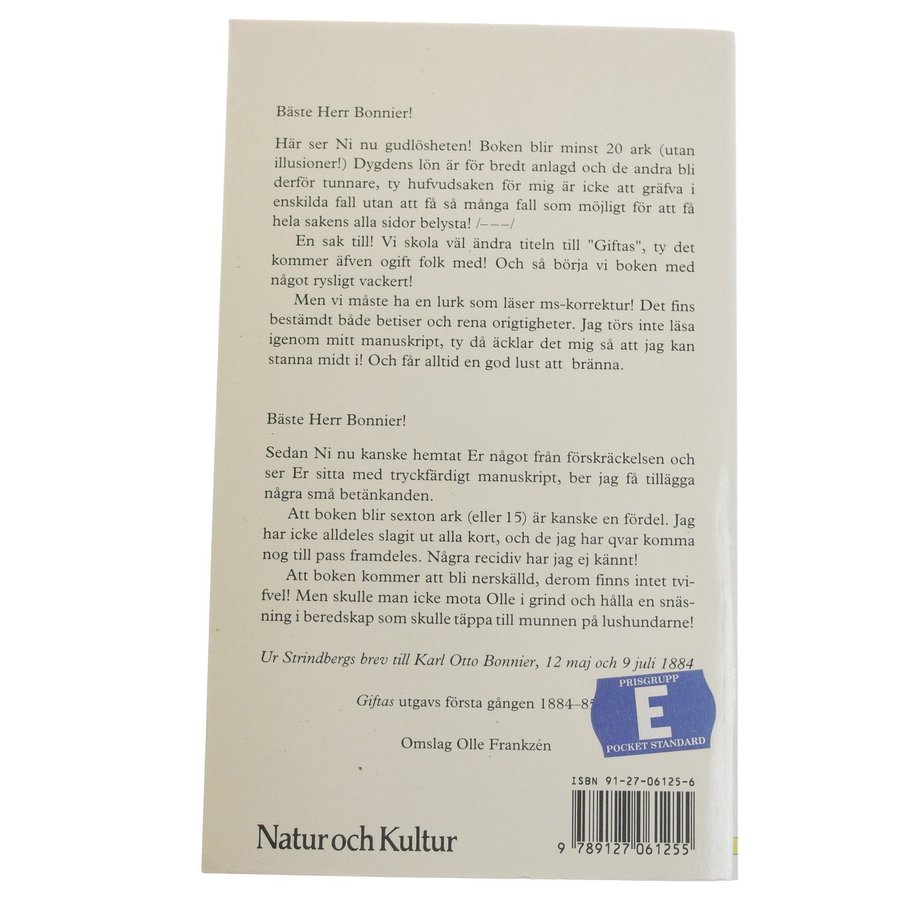 Bäste Herr Bonnier!
Här ser Ni nu gudlösheten! Boken blir minst 20 ark (utan
illusioner!) Dygdens lön är för bredt anlagd och de andra bli
derför tunnare, ty hufvudsaken för mig är icke att gräfva i
enskilda fall utan att få så många fall som möjligt för att få
hela sakens alla sidor belysta! /–––/
En sak till! Vi skola väl ändra titeln till "Giftas", ty det
kommer äfven ogift folk med! Och så börja vi boken med
något rysligt vackert!
Men vi måste ha en lurk som läser ms-korrektur! Det fins
bestämdt både betiser och rena origtigheter. Jag törs inte läsa
igenom mitt manuskript, ty då äcklar det mig så att jag kan
stanna midt i! Och får alltid en god lust att bränna.
Bäste Herr Bonnier!
Sedan Ni nu kanske hemtat Er något från förskräckelsen och
ser Er sitta med tryckfärdigt manuskript, ber jag få tillägga
några små betänkanden.
Att boken blir sexton ark (eller 15) är kanske en fördel. Jag
har icke alldeles slagit ut alla kort, och de jag har qvar komma
nog till pass framdeles. Några recidiv har jag ej kännt!
Att boken kommer att bli nerskälld, derom finns intet tvi-
fvel! Men skulle man icke mota Olle i grind och hålla en snäs-
ning i beredskap som skulle täppa till munnen på lushundarne!
Ur Strindbergs brev till Karl Otto Bonnier, 12 maj och 9 juli 1884
Giftas utgavs första gången 1884–8
PRISGRUPP
E
POCKET STANDARD
Omslag Olle Frankzén
ISBN 91-27-06125-6
9 789127 061255
Natur och Kultur